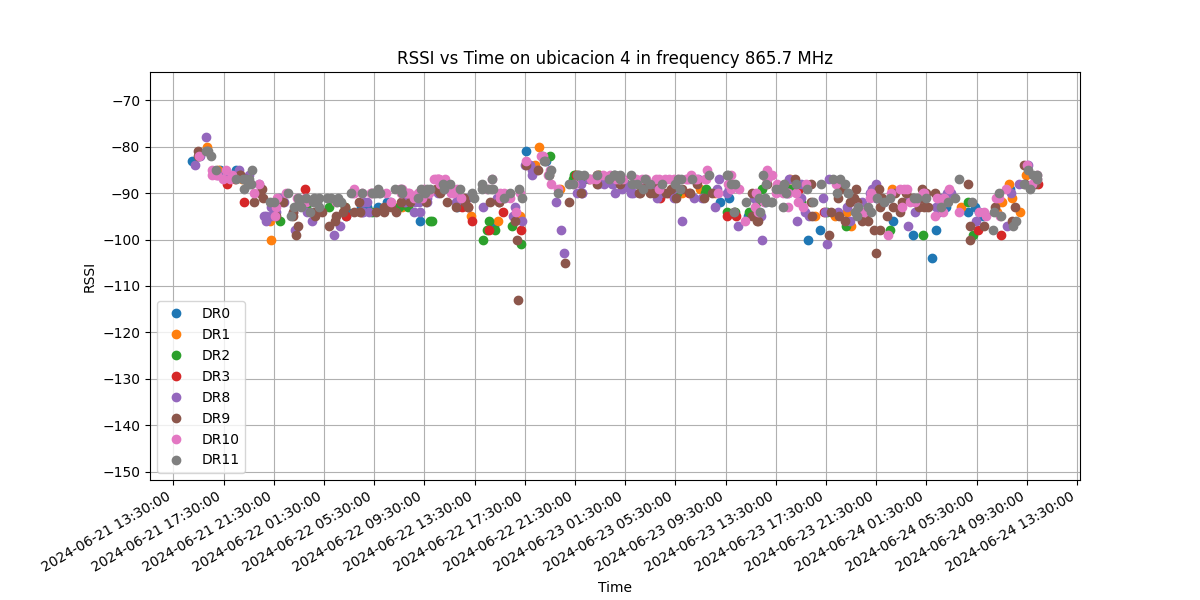 RSSI vs Time on ubicacion 4 in frequency 865.7 MHz
RSSI
−70
−80
−90
−100
−110
−120
−130
−140
−150
DR0
DR1
DR2
DR3
DR8
DR9
DR10
DR11
2024-06-21 13:30:00
2024-06-21 17:30:00
2024-06-21 21:30:00
2024-06-22 01:30:00
2024-06-22 05:30:00
2024-06-22 09:30:00
2024-06-22 13:30:00
2024-06-22 17:30:00
2024-06-22 21:30:00
2024-06-23 01:30:00
2024-06-23 05:30:00
2024-06-23 09:30:00
2024-06-23 13:30:00
2024-06-23 17:30:00
2024-06-23 21:30:00
2024-06-24 01:30:00
2024-06-24 05:30:00
2024-06-24 09:30:00
2024-06-24 13:30:00
Time